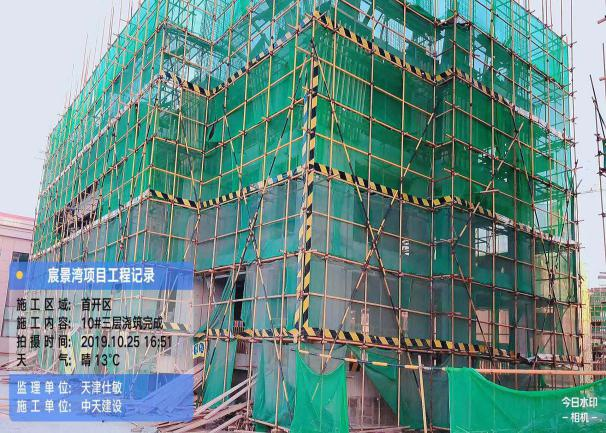 宸景湾项目工程记录
施工区域: 首开区
施工内容: 10#三层浇筑完成
拍摄时间: 2019.10.25 16:51
天 气: 晴 13℃
监理单位: 天津仕敏
施工单位: 中天建设
今日水印
-相机-